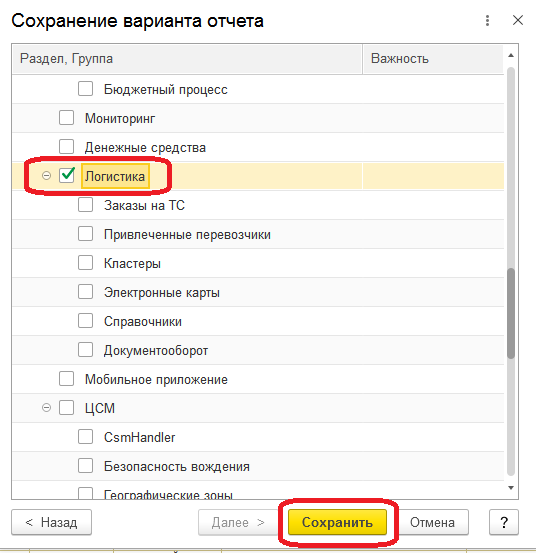 Сохранение варианта отчета
Раздел, Группа Важность
Бюджетный процесс
Мониторинг
Денежные средства
Логистика
Заказы на ТС
Привлеченные перевозчики
Кластеры
Электронные карты
Справочники
Документооборот
Мобильное приложение
ЦСМ
CsmHandler
Безопасность вождения
Географические зоны
< Назад Далее > Сохранить Отмена ?